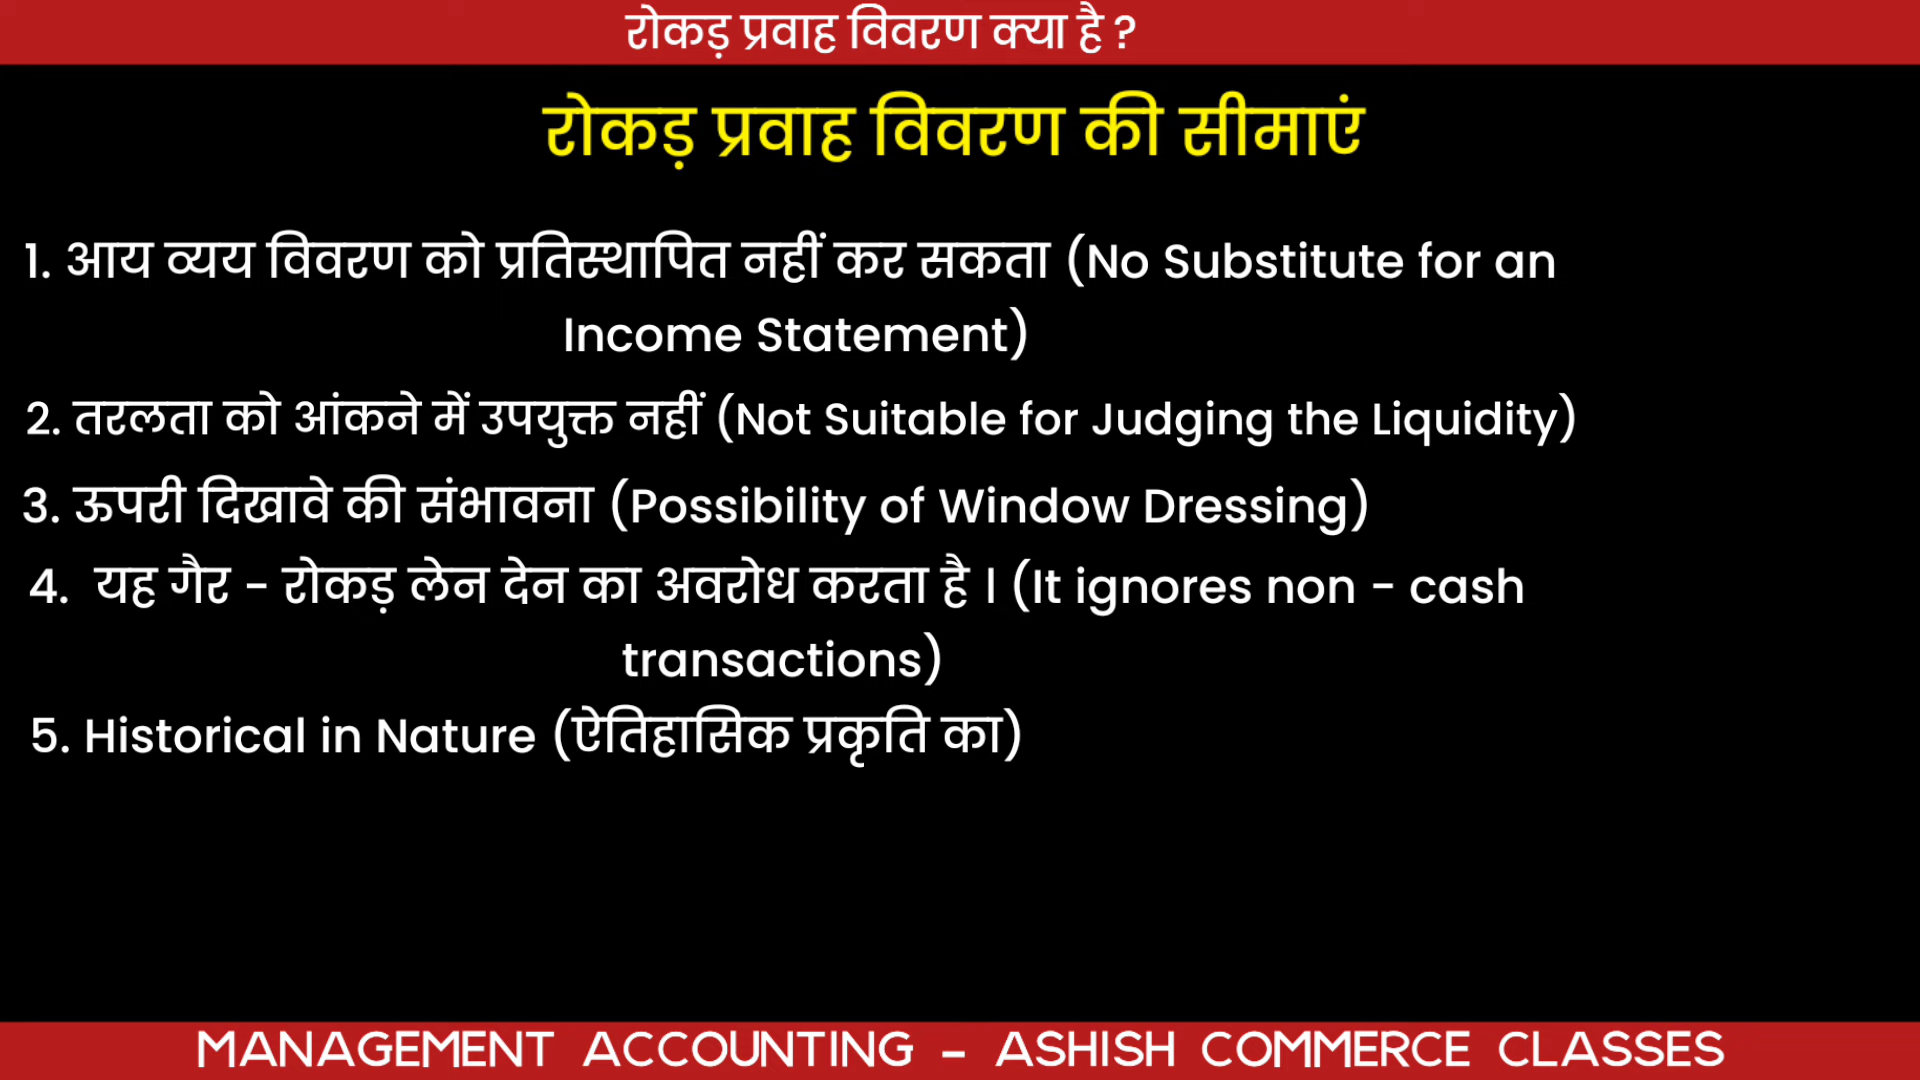 रोकड़ प्रवाह विवरण क्या है ?
रोकड़ प्रवाह विवरण की सीमाएं
1. आय व्यय विवरण को प्रतिस्थापित नहीं कर सकता (No Substitute for an
Income Statement)
2. तरलता को आंकने में उपयुक्त नहीं (Not Suitable for Judging the Liquidity)
3. ऊपरी दिखावे की संभावना (Possibility of Window Dressing)
4. यह गैर - रोकड़ लेन देन का अवरोध करता है । (It ignores non - cash
transactions)
5. Historical in Nature (ऐतिहासिक प्रकृति का)
MANAGEMENT ACCOUNTING - ASHISH COMMERCE CLASSES